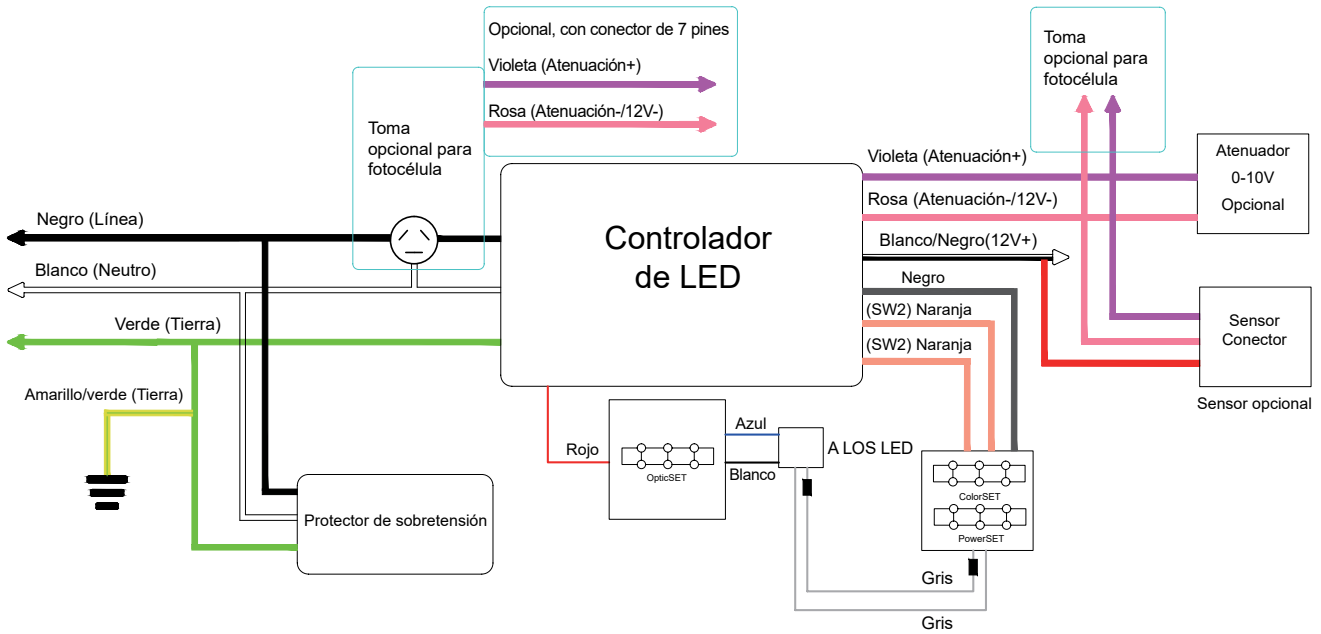 Opcional, con conector de 7 pines
Violeta (Atenuación+)
Rosa (Atenuación-/12V-)
Toma
opcional para
fotocélula
Toma
opcional para
fotocélula
Violeta (Atenuación+)
Rosa (Atenuación-/12V-)
Blanco/Negro(12V+)
Negro
(SW2) Naranja
(SW2) Naranja
Atenuador
0-10V
Opcional
Negro (Línea)
Blanco (Neutro)
Verde (Tierra)
Amarillo/verde (Tierra)
Controlador
de LED
Sensor
Conector
Sensor opcional
Rojo
OpticSET
Azul
Blanco
A LOS LED
ColorSET
PowerSET
Protector de sobretensión
Gris
Gris